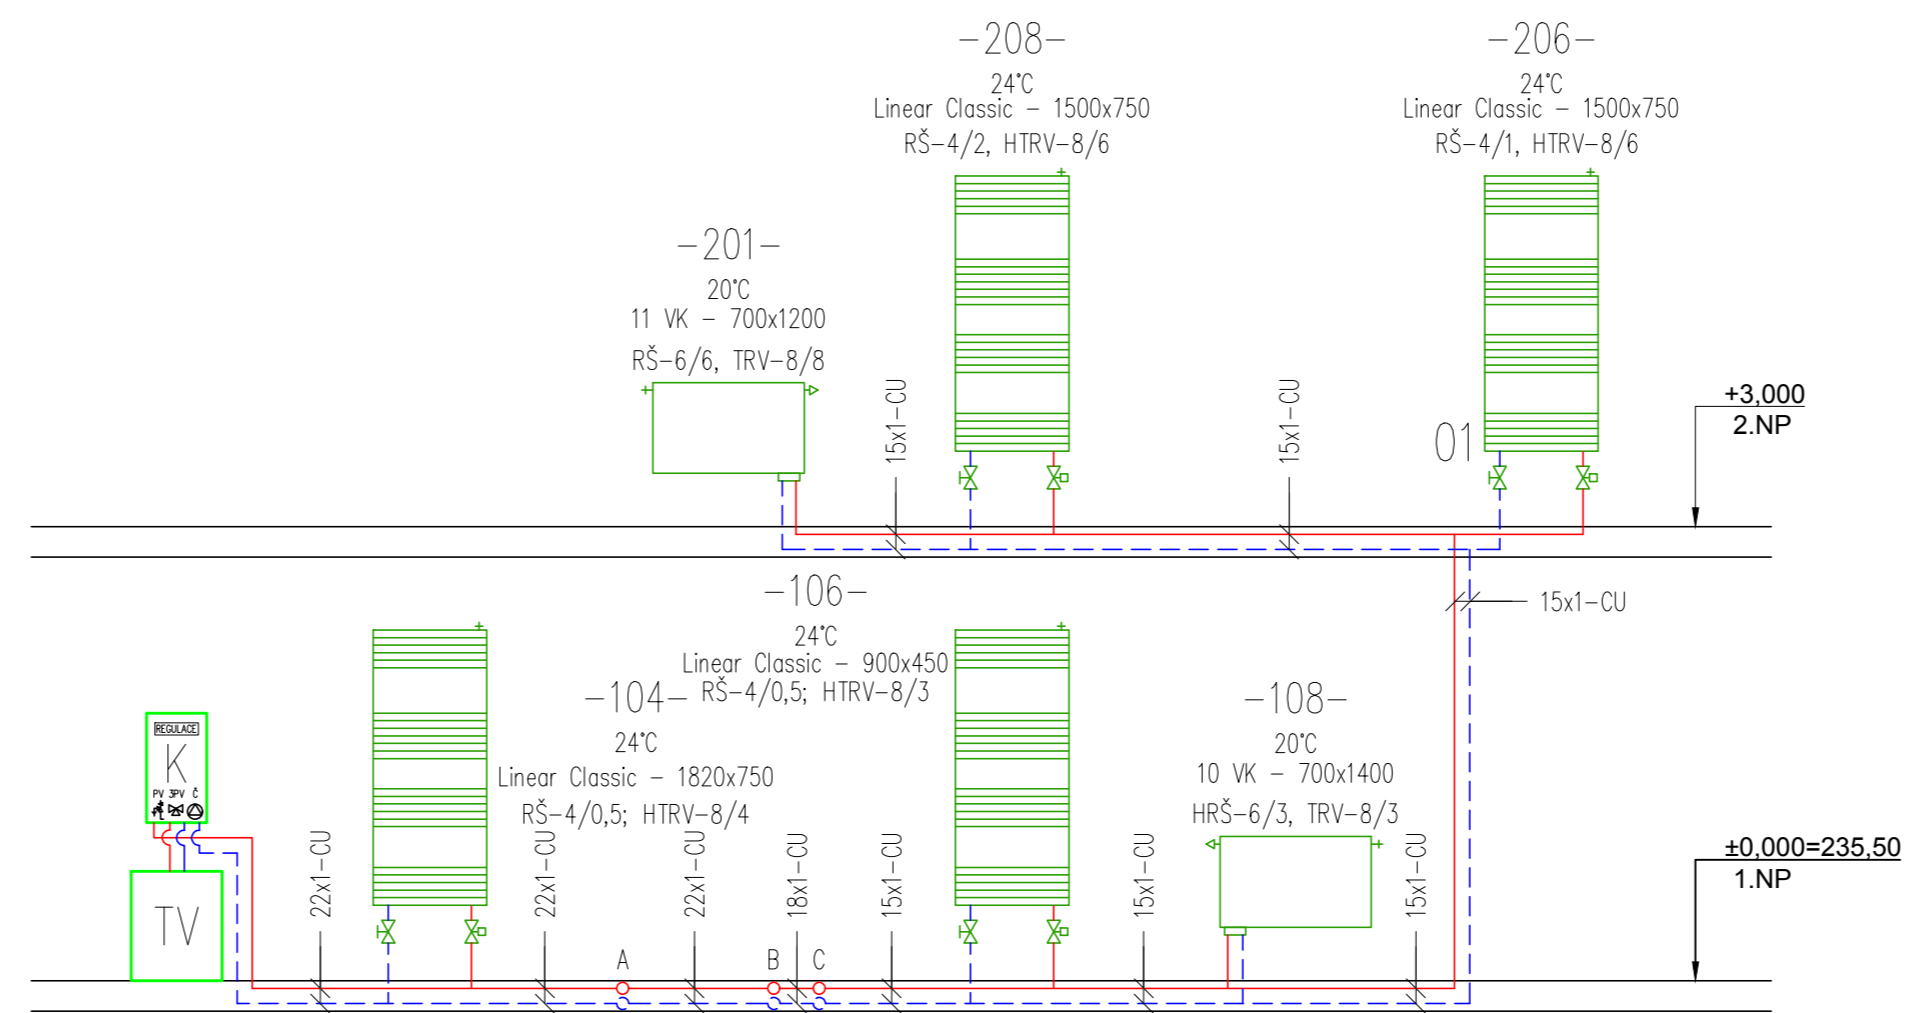 -208-
24°C
Linear Classic - 1500x750
RŠ-4/2, HTRV-8/6
-206-
24°C
Linear Classic - 1500x750
RŠ-4/1, HTRV-8/6
-201-
20°C
11 VK - 700x1200
RŠ-6/6, TRV-8/8
15x1-CU
15x1-CU
01
+3,000
2.NP
15x1-CU
-106-
24°C
Linear Classic - 900x450
RŠ-4/0,5; HTRV-8/3
-104-
24°C
Linear Classic - 1820x750
RŠ-4/0,5; HTRV-8/4
-108-
20°C
10 VK - 700x1400
HRŠ-6/3, TRV-8/3
REGULACE
K
PV 3PV Č
TV
22x1-CU
22x1-CU
22x1-CU
18x1-CU
15x1-CU
15x1-CU
15x1-CU
A
B
C
±0,000=235,50
1.NP